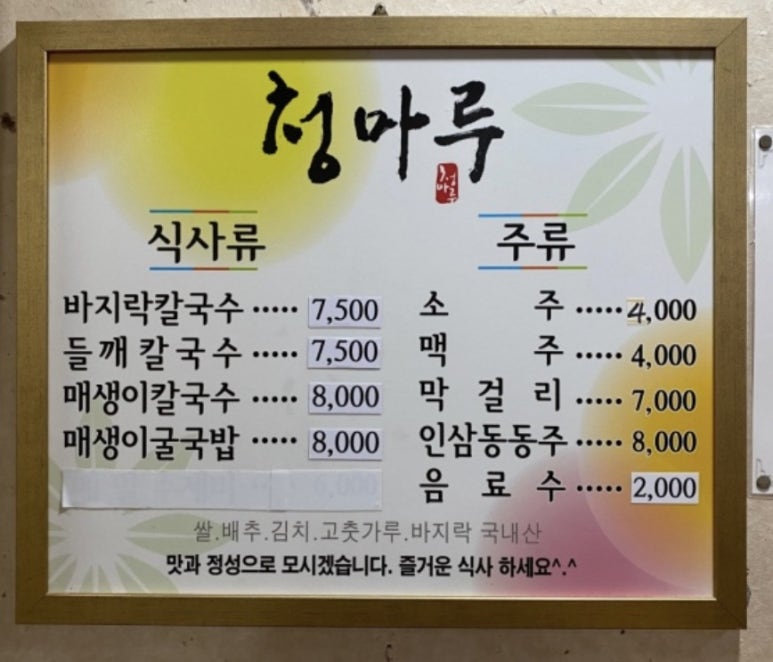 청마루
청마루
식사류
바지락칼국수 ····· 7,500
들깨칼국수 ····· 7,500
매생이칼국수 ····· 8,000
매생이굴국밥 ····· 8,000
6,000
주류
소 주 ····· 4,000
맥 주 ····· 4,000
막 걸 리 ····· 7,000
인삼동동주 ····· 8,000
음 료 수 ····· 2,000
쌀.배추.김치.고춧가루.바지락 국내산
맛과 정성으로 모시겠습니다. 즐거운 식사 하세요^.^